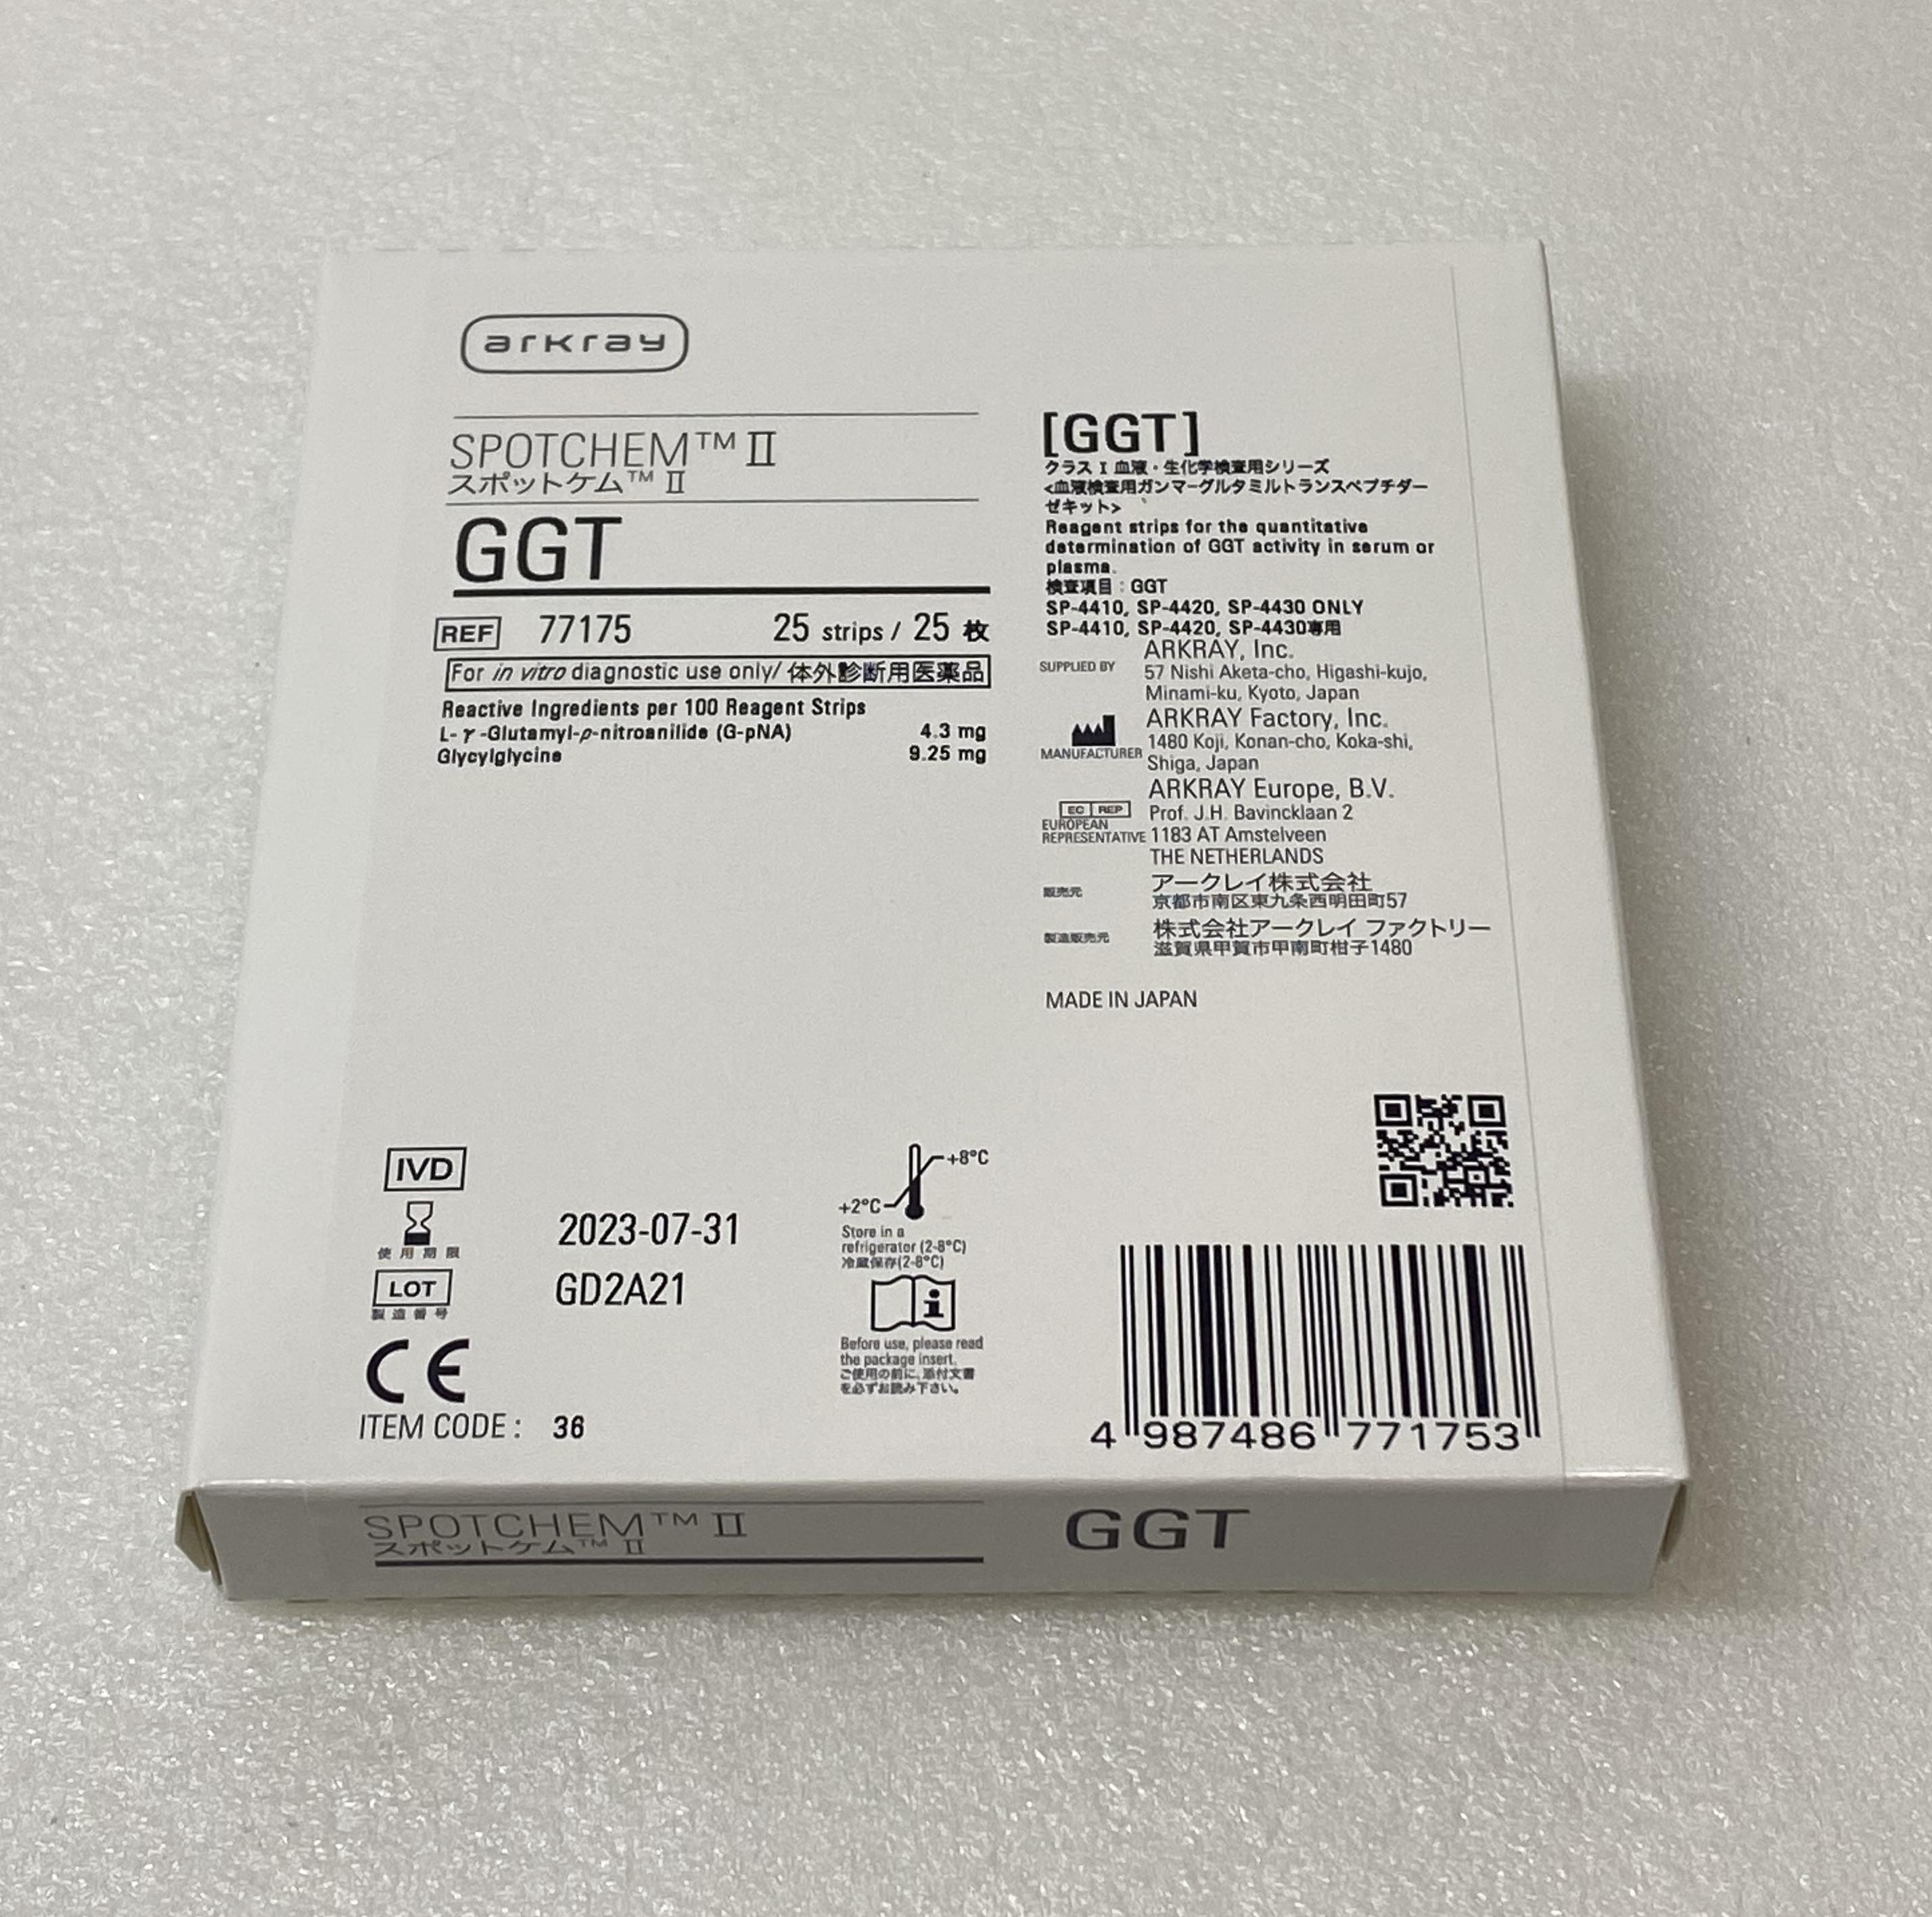 arkray
SPOTCHEM™ II
スポットケム™ II
GGT
REF 77175 25 strips / 25 枚
For in vitro diagnostic use only/ 体外診断用医薬品
Reactive Ingredients per 100 Reagent Strips
L-γ-Glutamyl-p-nitroanilide (G-pNA) 4.3 mg
Glycylglycine 9.25 mg
[GGT]
クラス I 血液・生化学検査用シリーズ
<血液検査用ガンマーグルタミルトランスペプチダー
ゼキット>
Reagent strips for the quantitative
determination of GGT activity in serum or
plasma.
検査項目：GGT
SP-4410, SP-4420, SP-4430 ONLY
SP-4410, SP-4420, SP-4430専用
SUPPLIED BY ARKRAY, Inc.
57 Nishi Aketa-cho, Higashi-kujo,
Minami-ku, Kyoto, Japan
MANUFACTURER ARKRAY Factory, Inc.
1480 Koji, Konan-cho, Koka-shi,
Shiga, Japan
EC REP EUROPEAN REPRESENTATIVE ARKRAY Europe, B.V.
Prof. J.H. Bavincklaan 2
1183 AT Amstelveen
THE NETHERLANDS
販売元 アークレイ株式会社
京都市南区東九条西明田町57
製造販売元 株式会社アークレイ ファクトリー
滋賀県甲賀市甲南町柑子1480
MADE IN JAPAN
IVD
使用期限 2023-07-31
LOT GD2A21
製造番号
CE
ITEM CODE : 36
+8°C
+2°C
Store in a
refrigerator (2-8°C)
冷蔵保存(2-8°C)
i
Before use, please read
the package insert.
ご使用の前に、添付文書
を必ずお読み下さい。
4 987486 771753
SPOTCHEM™ II
スポットケム™ II
GGT